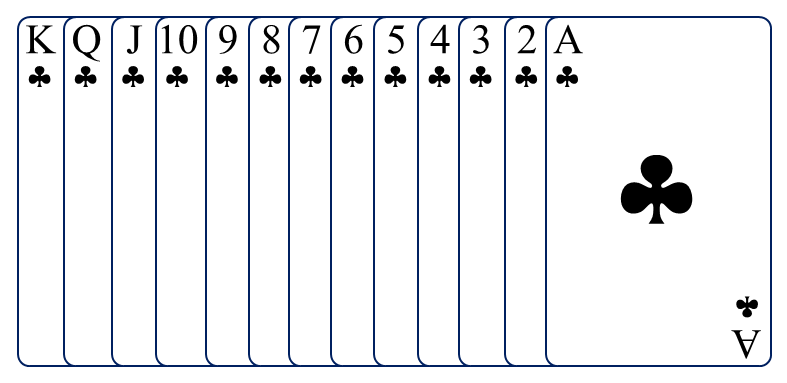 K Q J 10 9 8 7 6 5 4 3 2 A
♣ ♣ ♣ ♣ ♣ ♣ ♣ ♣ ♣ ♣ ♣ ♣ ♣
♣
♣
A